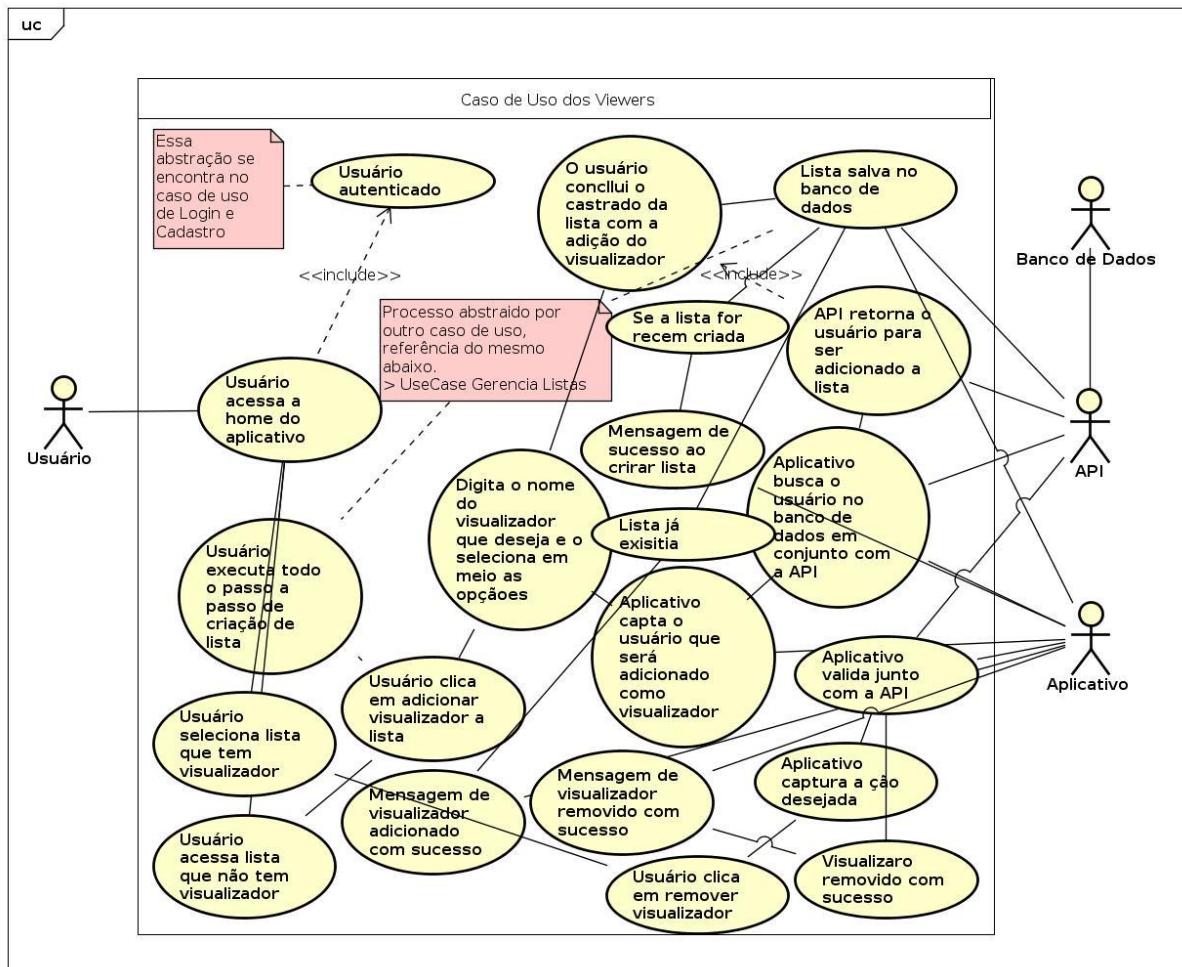 uc
Caso de Uso dos Viewers
Essa
abstração se
encontra no
caso de uso
de Login e
Cadastro
Usuário
autenticado
O usuário
concllui o
castrado da
lista com a
adição do
visualizador
Lista salva no
banco de
dados
Banco de Dados
<<include>>
<<include>>
Processo abstraido por
outro caso de uso,
referência do mesmo
abaixo.
> UseCase Gerencia Listas
Se a lista for
recem criada
API retorna o
usuário para
ser
adicionado a
lista
Usuário
Usuário
acessa a
home do
aplicativo
Mensagem de
sucesso ao
crirar lista
API
Digita o nome
do
visualizador
que deseja e o
seleciona em
meio as
opçãoes
Aplicativo
busca o
usuário no
banco de
dados em
conjunto com
a API
Lista já
exisitia
Usuário
executa todo
o passo a
passo de
criação de
lista
Aplicativo
capta o
usuário que
será
adicionado
como
visualizador
Aplicativo
valida junto
com a API
Aplicativo
Usuário clica
em adicionar
visualizador a
lista
Usuário
seleciona lista
que tem
visualizador
Mensagem de
visualizador
adicionado
com sucesso
Mensagem de
visualizador
removido com
sucesso
Aplicativo
captura a ção
desejada
Usuário
acessa lista
que não tem
visualizador
Usuário clica
em remover
visualizador
Visualizaro
removido com
sucesso